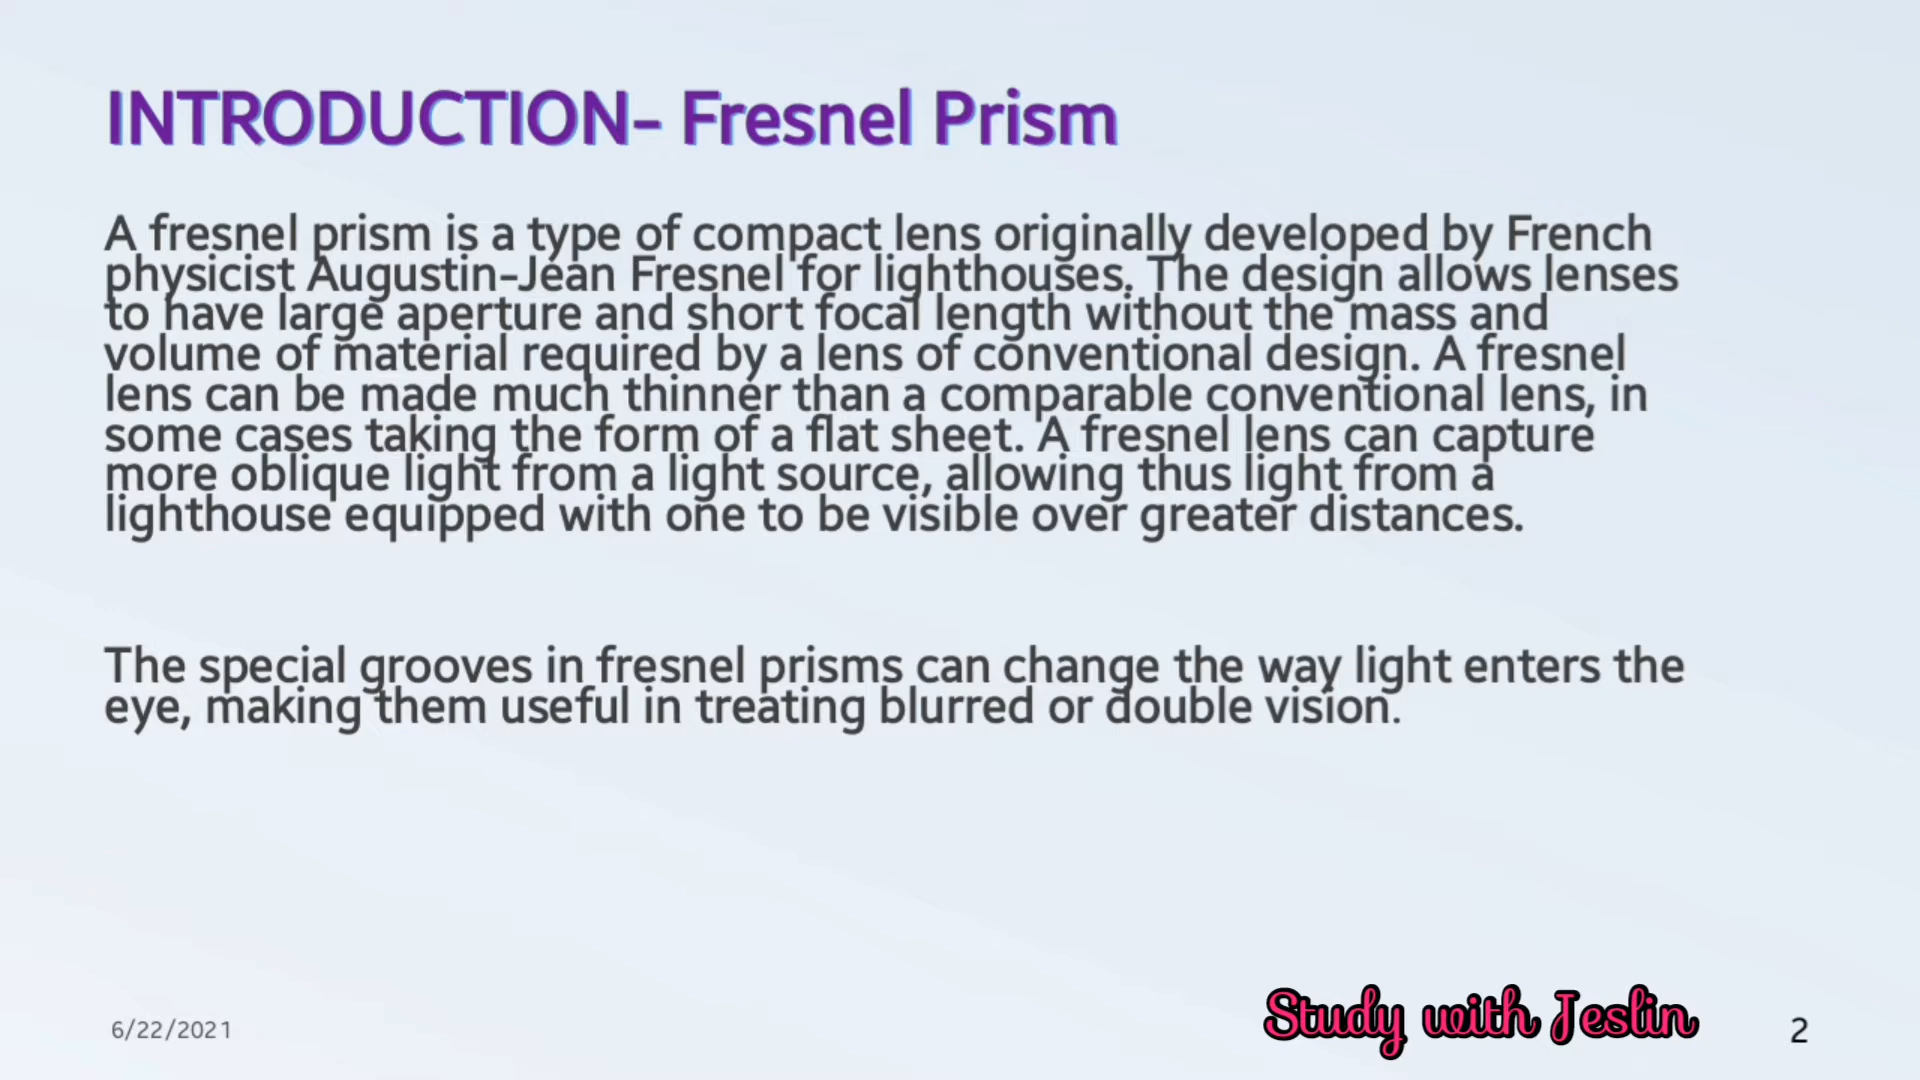 INTRODUCTION- Fresnel Prism
A fresnel prism is a type of compact lens originally developed by French
physicist Augustin-Jean Fresnel for lighthouses. The design allows lenses
to have large aperture and short focal length without the mass and
volume of material required by a lens of conventional design. A fresnel
lens can be made much thinner than a comparable conventional lens, in
some cases taking the form of a flat sheet. A fresnel lens can capture
more oblique light from a light source, allowing thus light from a
lighthouse equipped with one to be visible over greater distances.
The special grooves in fresnel prisms can change the way light enters the
eye, making them useful in treating blurred or double vision.
6/22/2021
Study with Jeslin
2